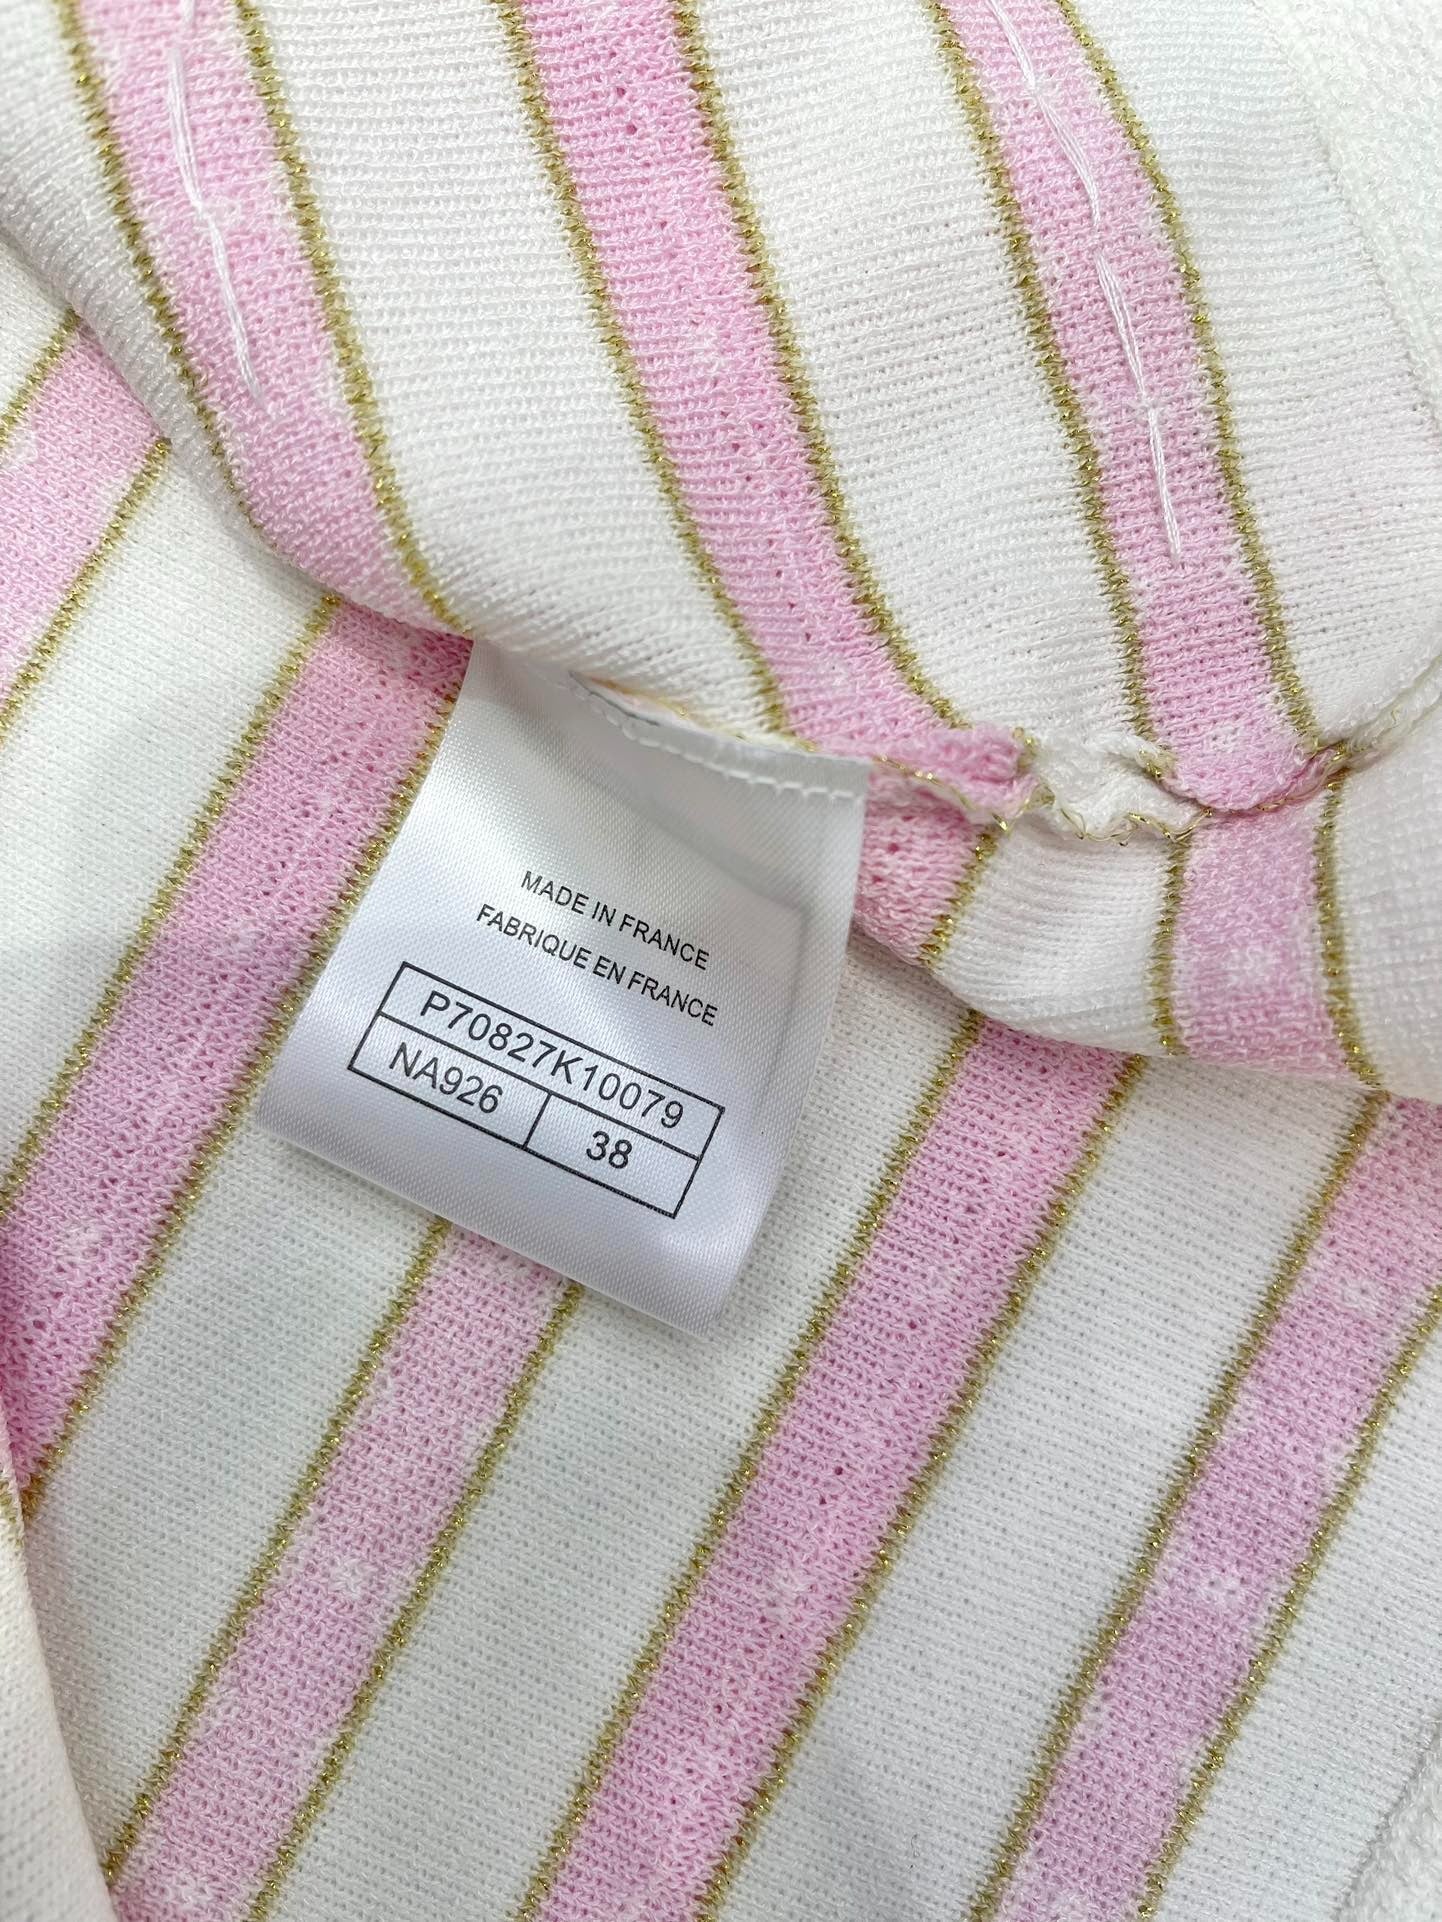 MADE IN FRANCE
FABRIQUE EN FRANCE
P70827K10079
NA926 38